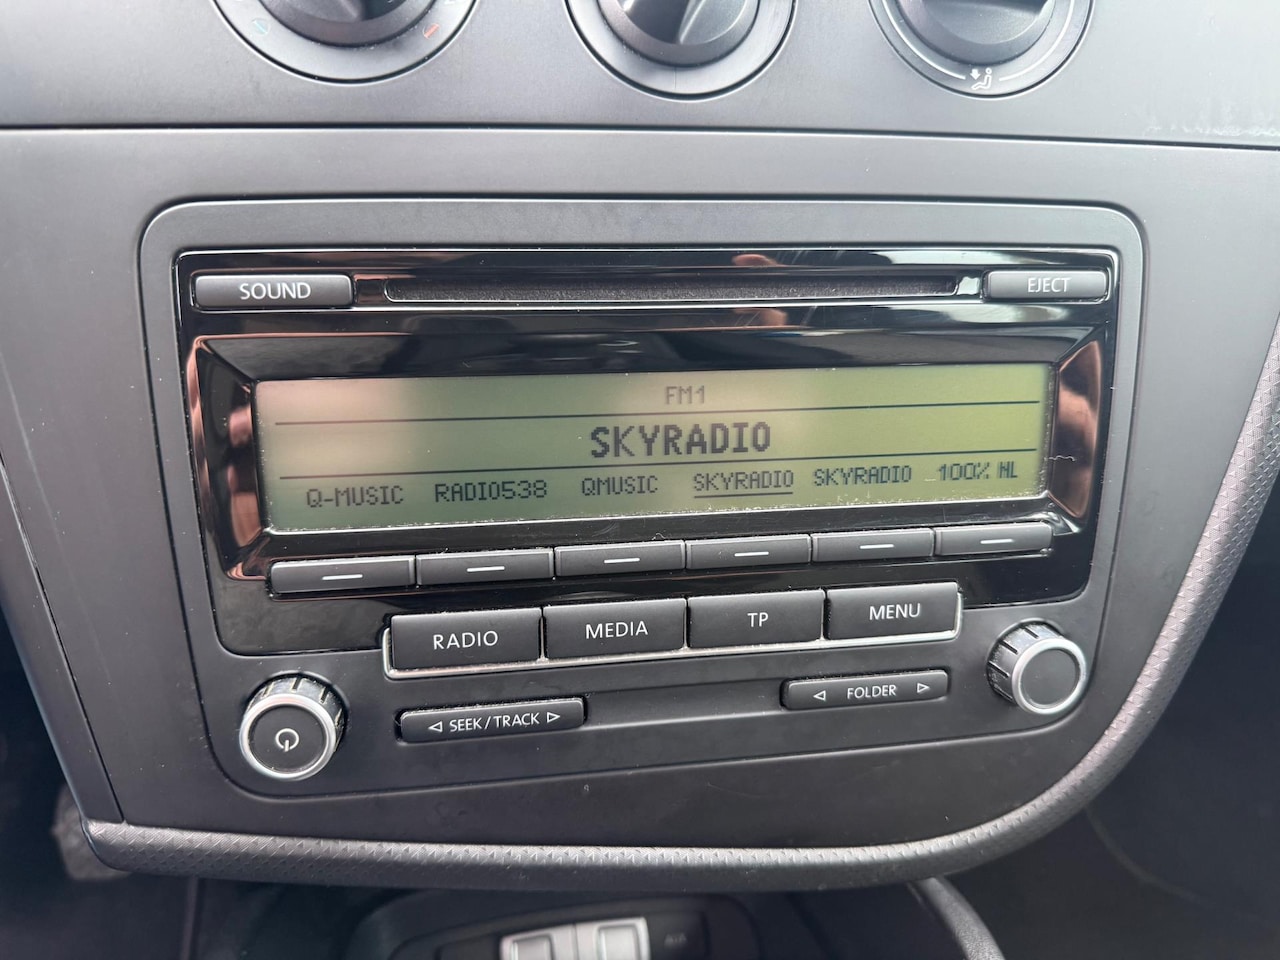 SOUND
EJECT
FM1
SKYRADIO
Q-MUSIC RADIO538 QMUSIC SKYRADIO SKYRADIO 100% NL
RADIO MEDIA TP MENU
SEEK/TRACK
FOLDER